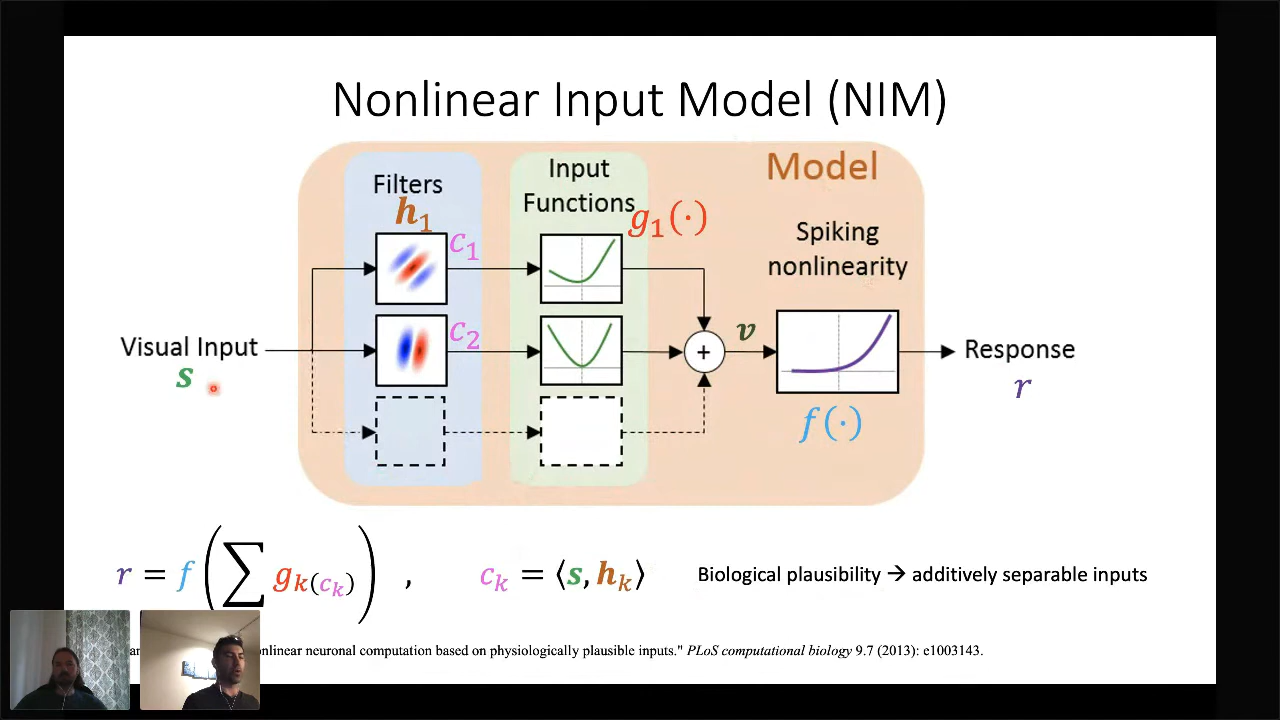 Nonlinear Input Model (NIM)
Model
Filters
Input
Functions
h₁
g₁(·)
c₁
Spiking
nonlinearity
c₂
v
+
Visual Input
Response
s
r
f(·)
r = f(∑ gₖ(cₖ)) , cₖ = ⟨s, hₖ⟩
Biological plausibility → additively separable inputs
neuronal computation based on physiologically plausible inputs." PLoS computational biology 9.7 (2013): e1003143.